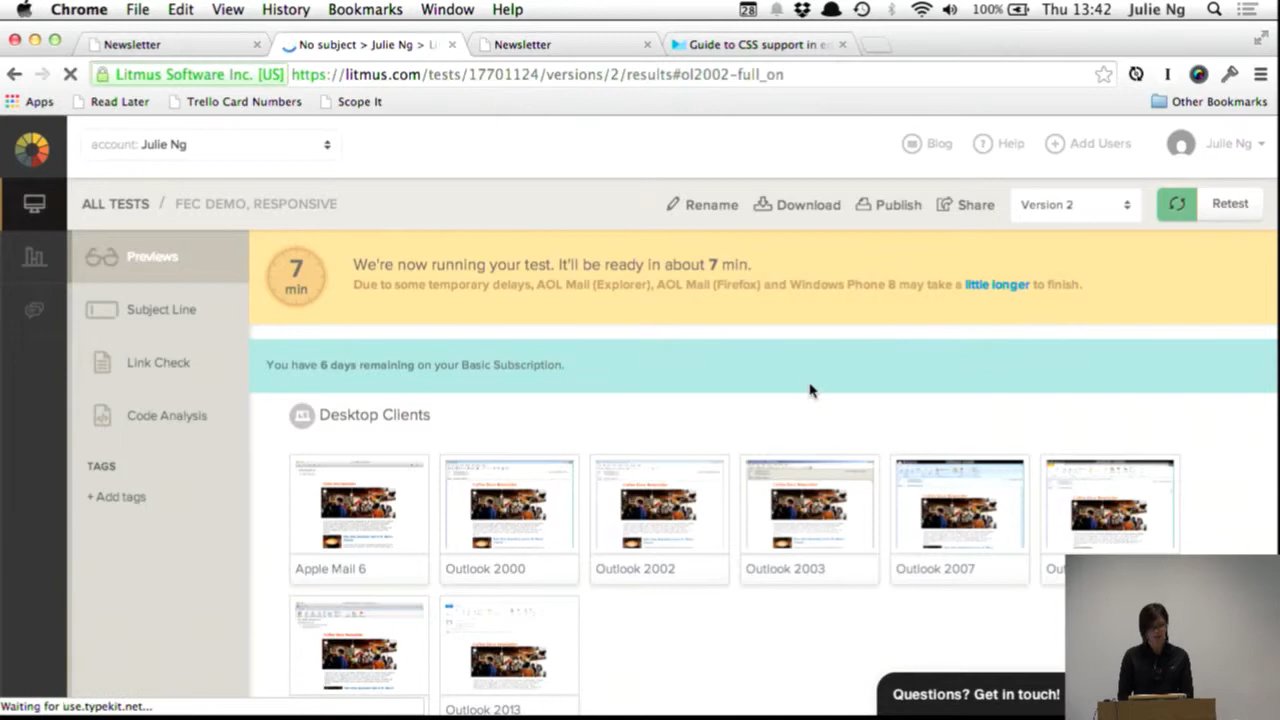 Chrome File Edit View History Bookmarks Window Help 28 100% Thu 13:42 Julie Ng
Newsletter No subject > Julie Ng > Li Newsletter Guide to CSS support in e
Litmus Software Inc. [US] https://litmus.com/tests/17701124/versions/2/results#ol2002-full_on
Apps Read Later Trello Card Numbers Scope It Other Bookmarks
account: Julie Ng Blog Help Add Users Julie Ng
ALL TESTS / FEC DEMO, RESPONSIVE Rename Download Publish Share Version 2 Retest
Previews
Subject Line
Link Check
Code Analysis
TAGS
+ Add tags
7 min
We're now running your test. It'll be ready in about 7 min.
Due to some temporary delays, AOL Mail (Explorer), AOL Mail (Firefox) and Windows Phone 8 may take a little longer to finish.
You have 6 days remaining on your Basic Subscription.
Desktop Clients
Apple Mail 6 Outlook 2000 Outlook 2002 Outlook 2003 Outlook 2007 Ou
Outlook 2013
Questions? Get in touch!
Waiting for use.typekit.net...